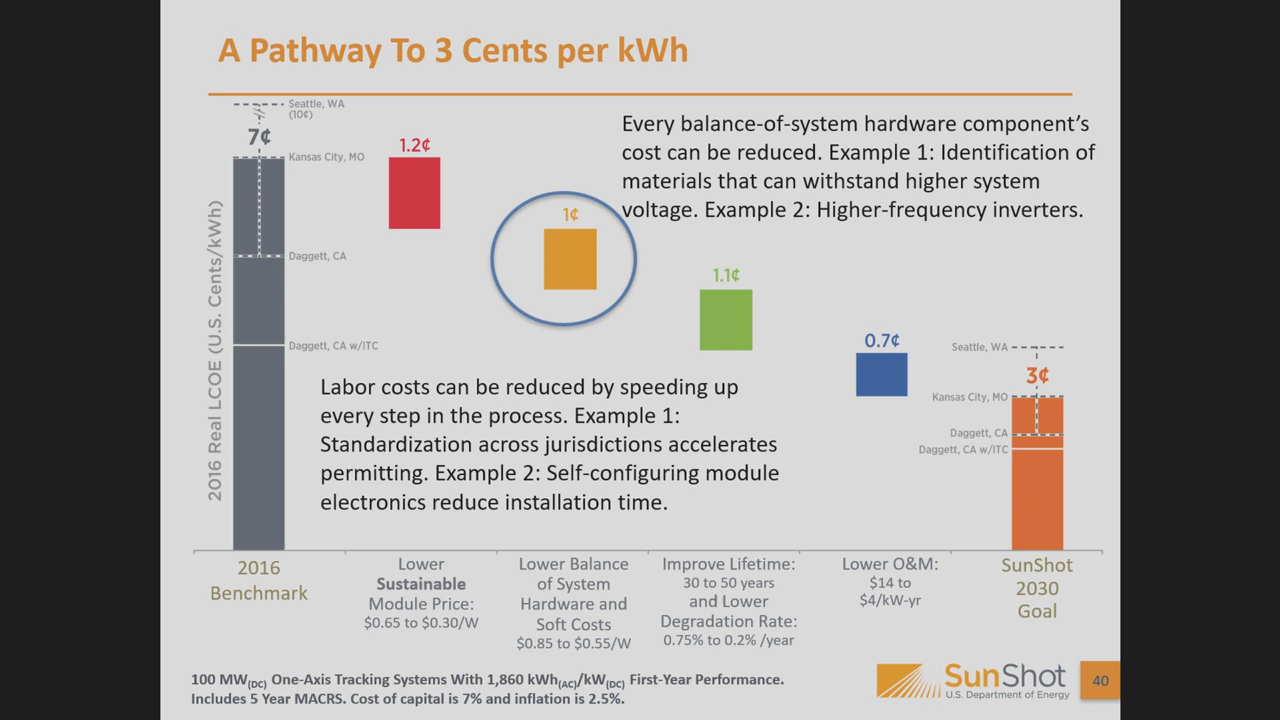 A Pathway To 3 Cents per kWh
Seattle, WA
(10¢)
7¢
Kansas City, MO
Daggett, CA
Daggett, CA w/ITC
2016 Real LCOE (U.S. Cents/kWh)
1.2¢
1¢
Every balance-of-system hardware component's
cost can be reduced. Example 1: Identification of
materials that can withstand higher system
voltage. Example 2: Higher-frequency inverters.
1.1¢
0.7¢
Labor costs can be reduced by speeding up
every step in the process. Example 1:
Standardization across jurisdictions accelerates
permitting. Example 2: Self-configuring module
electronics reduce installation time.
Seattle, WA
3¢
Kansas City, MO
Daggett, CA
Daggett, CA w/ITC
2016
Benchmark
Lower
Sustainable
Module Price:
$0.65 to $0.30/W
Lower Balance
of System
Hardware and
Soft Costs
$0.85 to $0.55/W
Improve Lifetime:
30 to 50 years
and Lower
Degradation Rate:
0.75% to 0.2% /year
Lower O&M:
$14 to
$4/kW-yr
SunShot
2030
Goal
100 MW(DC) One-Axis Tracking Systems With 1,860 kWh(AC)/kW(DC) First-Year Performance.
Includes 5 Year MACRS. Cost of capital is 7% and inflation is 2.5%.
SunShot
U.S. Department of Energy
40